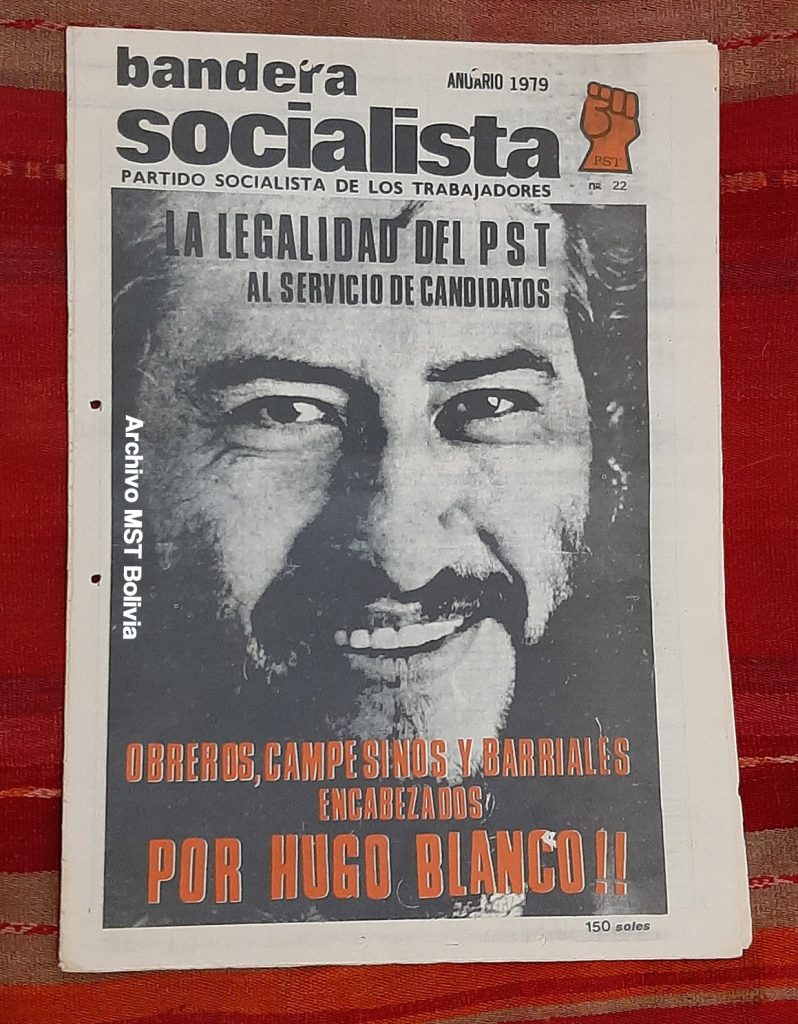 bandera
ANUARIO 1979
socialista
PST
PARTIDO SOCIALISTA DE LOS TRABAJADORES
nr. 22
LA LEGALIDAD DEL PST
AL SERVICIO DE CANDIDATOS
Archivo MST Bolivia
OBREROS, CAMPESINOS Y BARRIALES
ENCABEZADOS
POR HUGO BLANCO!!
150 soles